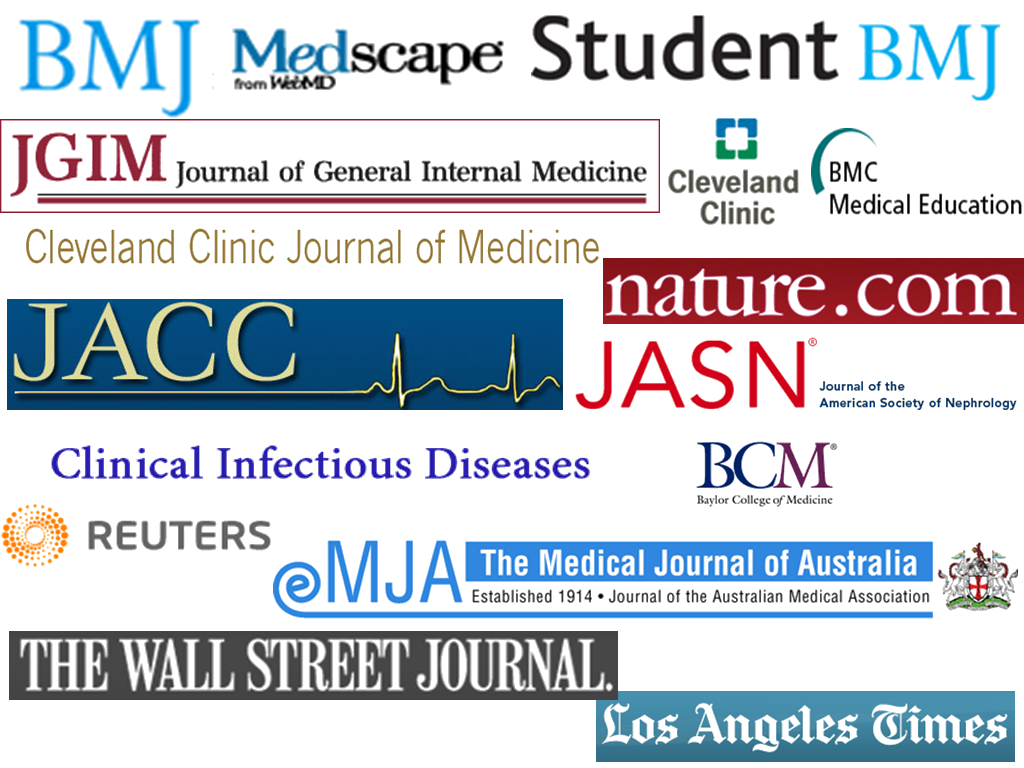 BMJ
Medscape®
from WebMD
Student BMJ
JGIM Journal of General Internal Medicine
Cleveland
Clinic
BMC
Medical Education
Cleveland Clinic Journal of Medicine
nature.com
JACC
JASN®
Journal of the
American Society of Nephrology
Clinical Infectious Diseases
BCM®
Baylor College of Medicine
REUTERS
eMJA The Medical Journal of Australia
Established 1914 • Journal of the Australian Medical Association
THE WALL STREET JOURNAL.
Los Angeles Times